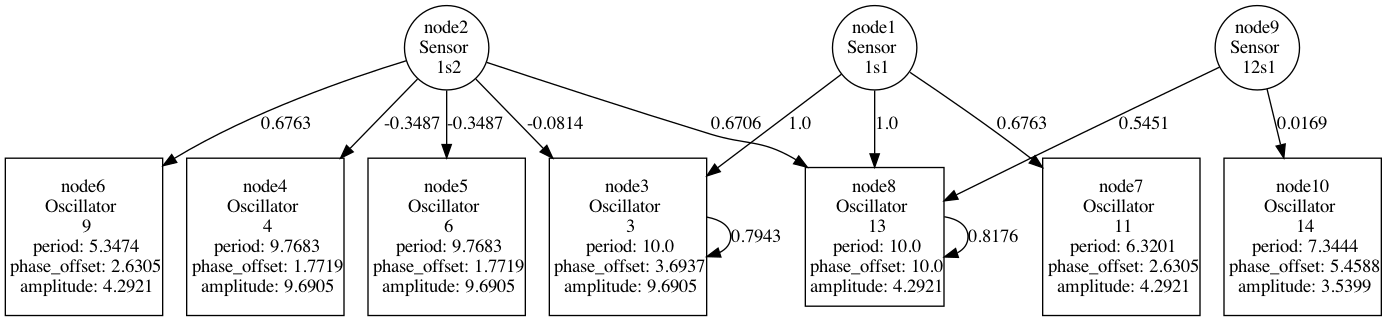 node2
Sensor
1s2
node1
Sensor
1s1
node9
Sensor
12s1
0.6763
-0.3487
-0.3487
-0.0814
0.6706
1.0
1.0
0.6763
0.5451
0.0169
node6
Oscillator
9
period: 5.3474
phase_offset: 2.6305
amplitude: 4.2921
node4
Oscillator
4
period: 9.7683
phase_offset: 1.7719
amplitude: 9.6905
node5
Oscillator
6
period: 9.7683
phase_offset: 1.7719
amplitude: 9.6905
node3
Oscillator
3
period: 10.0
phase_offset: 3.6937
amplitude: 9.6905
0.7943
node8
Oscillator
13
period: 10.0
phase_offset: 10.0
amplitude: 4.2921
0.8176
node7
Oscillator
11
period: 6.3201
phase_offset: 2.6305
amplitude: 4.2921
node10
Oscillator
14
period: 7.3444
phase_offset: 5.4588
amplitude: 3.5399